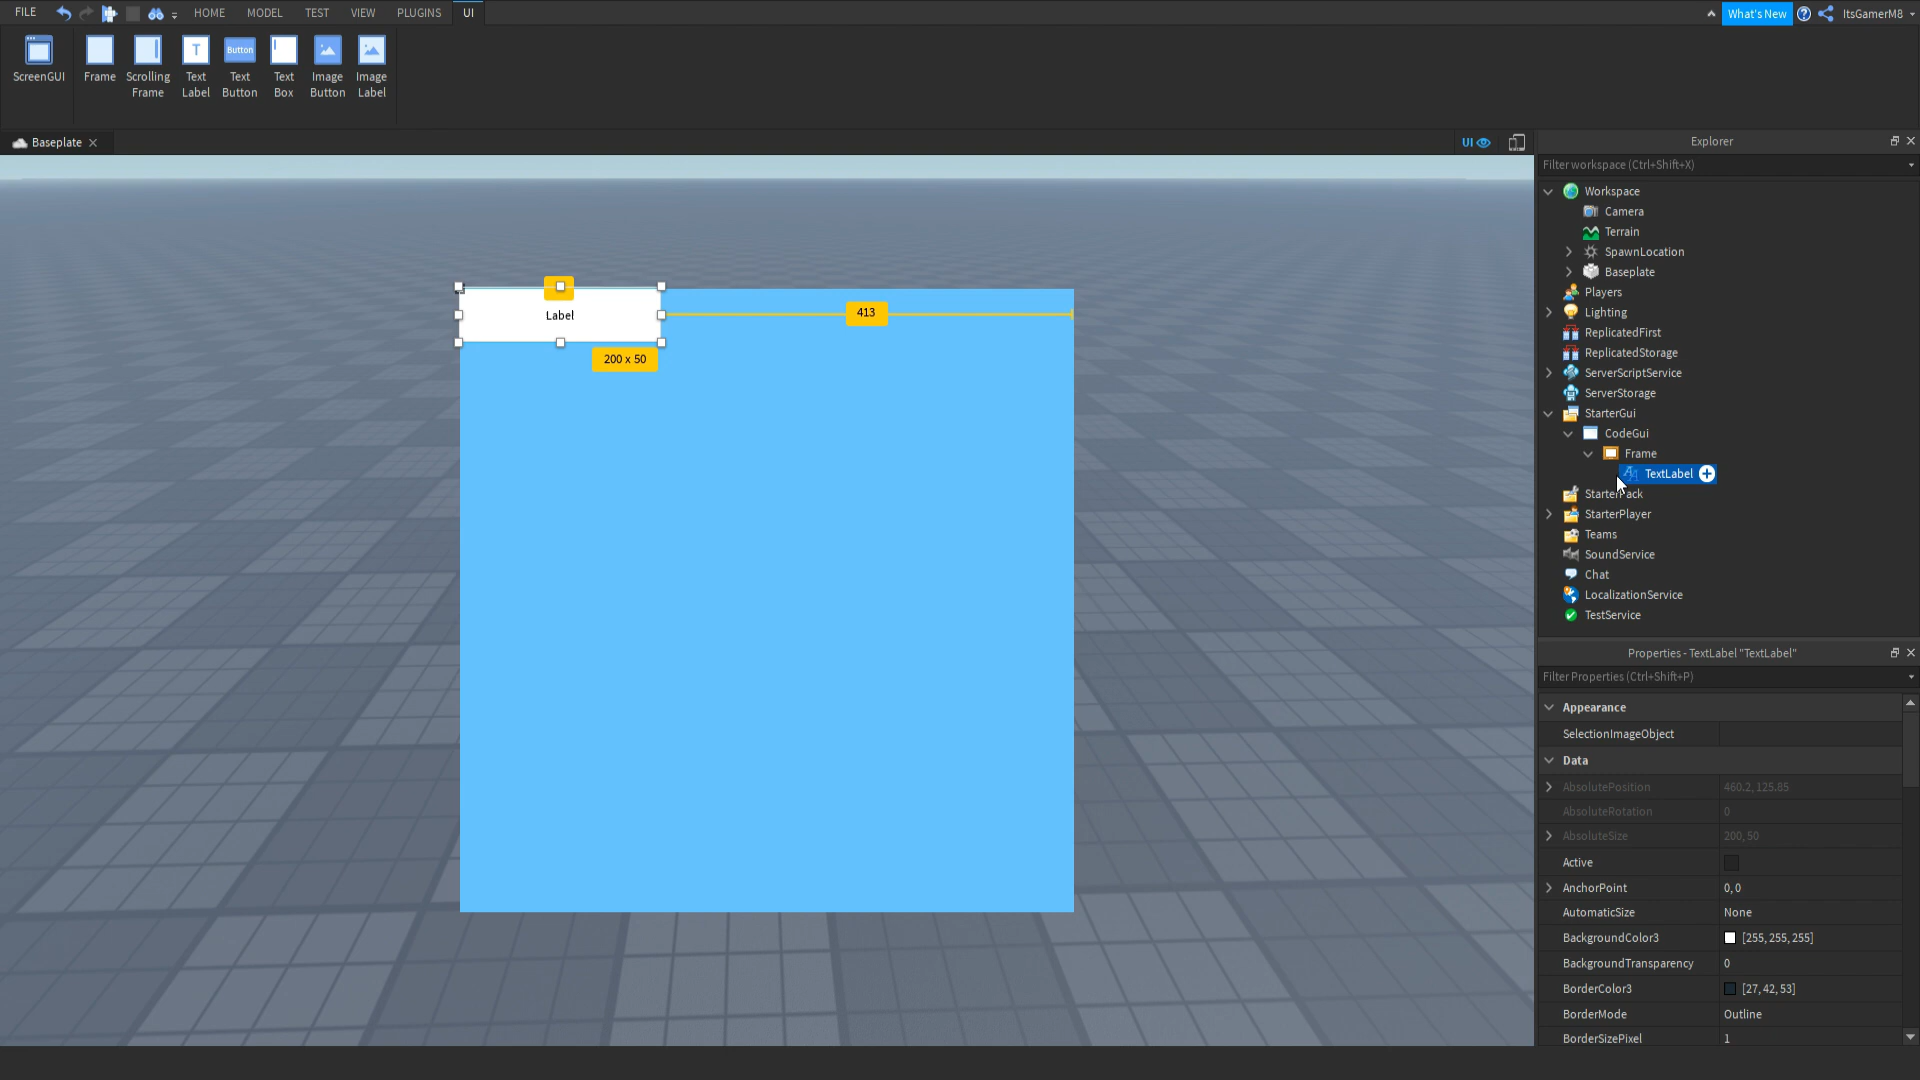 FILE HOME MODEL TEST VIEW PLUGINS UI What's New ItsGamerM8
ScreenGUI
Frame
Scrolling
Frame
Text
Label
Button
Text
Button
Text
Box
Image
Button
Image
Label
Baseplate
UI
Label
413
200 x 50
Explorer
Filter workspace (Ctrl+Shift+X)
Workspace
Camera
Terrain
SpawnLocation
Baseplate
Players
Lighting
ReplicatedFirst
ReplicatedStorage
ServerScriptService
ServerStorage
StarterGui
CodeGui
Frame
TextLabel
StarterPack
StarterPlayer
Teams
SoundService
Chat
LocalizationService
TestService
Properties - TextLabel "TextLabel"
Filter Properties (Ctrl+Shift+P)
Appearance
SelectionImageObject
Data
AbsolutePosition 460.2, 125.85
AbsoluteRotation 0
AbsoluteSize 200, 50
Active
AnchorPoint 0, 0
AutomaticSize None
BackgroundColor3 [255, 255, 255]
BackgroundTransparency 0
BorderColor3 [27, 42, 53]
BorderMode Outline
BorderSizePixel 1